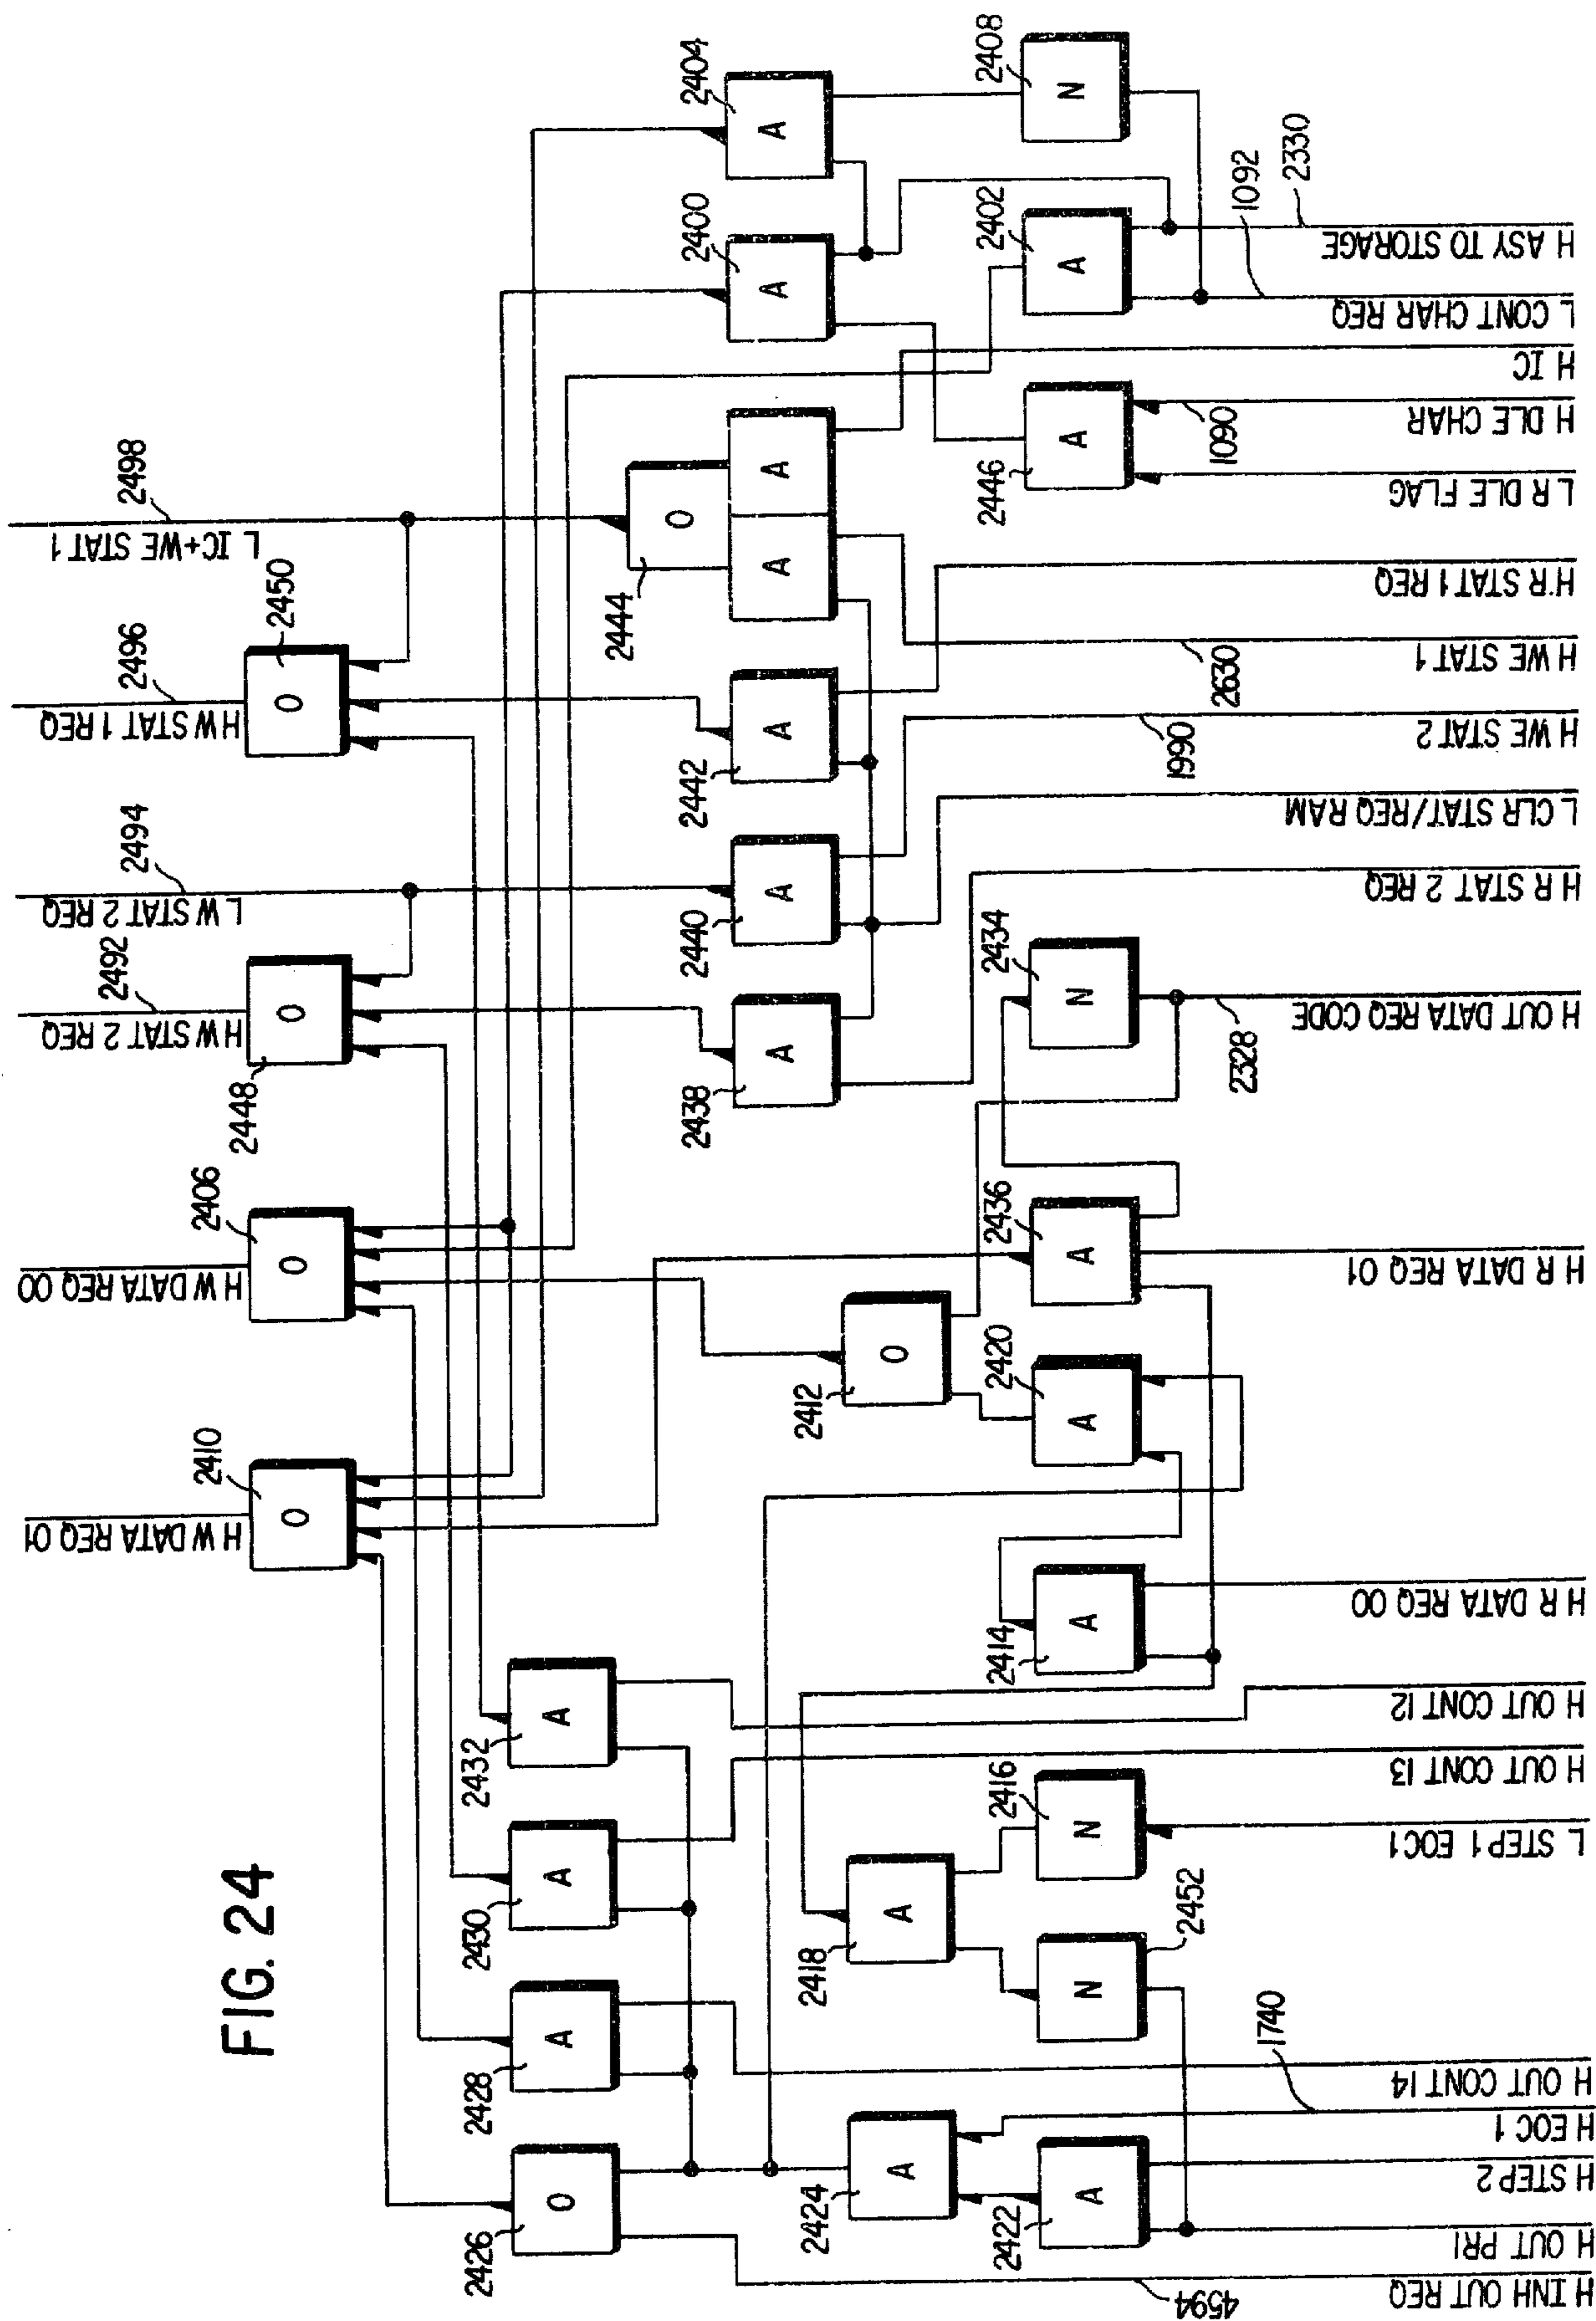 FIG. 24
2498
L IC+WE STAT 1
2496
H W STAT 1 REQ
2450
O
2494
L W STAT 2 REQ
2492
H W STAT 2 REQ
2448
O
2406
H W DATA REQ 00
O
2410
H W DATA REQ 01
O
2404
A
2400
A
2444
O
A
A
2442
A
2440
A
2438
A
2432
A
2430
A
2428
A
2426
O
2408
N
2402
A
2446
A
2434
N
2436
A
2412
O
2420
A
2414
A
2416
N
2418
A
2452
N
2424
A
2422
A
2330
H ASY TO STORAGE
1092
L CONT CHAR REQ
H IC
H DLE CHAR
1090
L R DLE FLAG
H R STAT 1 REQ
H WE STAT 1
2630
H WE STAT 2
1990
L CLR STAT/REQ RAM
H R STAT 2 REQ
H OUT DATA REQ CODE
2328
H R DATA REQ 01
H R DATA REQ 00
H OUT CONT I2
H OUT CONT I3
L STEP 1 EOC1
1740
H OUT CONT I4
H EOC 1
H STEP 2
H OUT PRI
H INH OUT REQ
4594